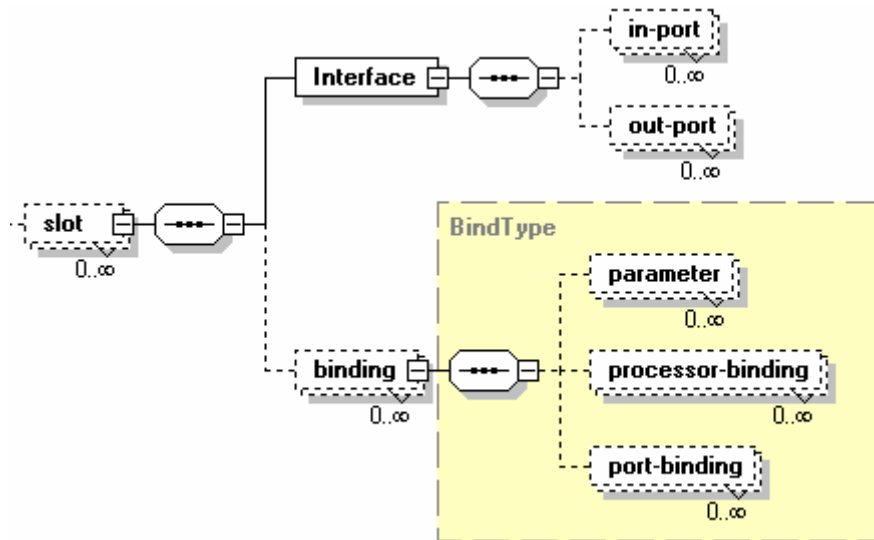 in-port
0..∞
Interface
out-port
0..∞
slot
0..∞
BindType
parameter
0..∞
binding
0..∞
processor-binding
0..∞
port-binding
0..∞